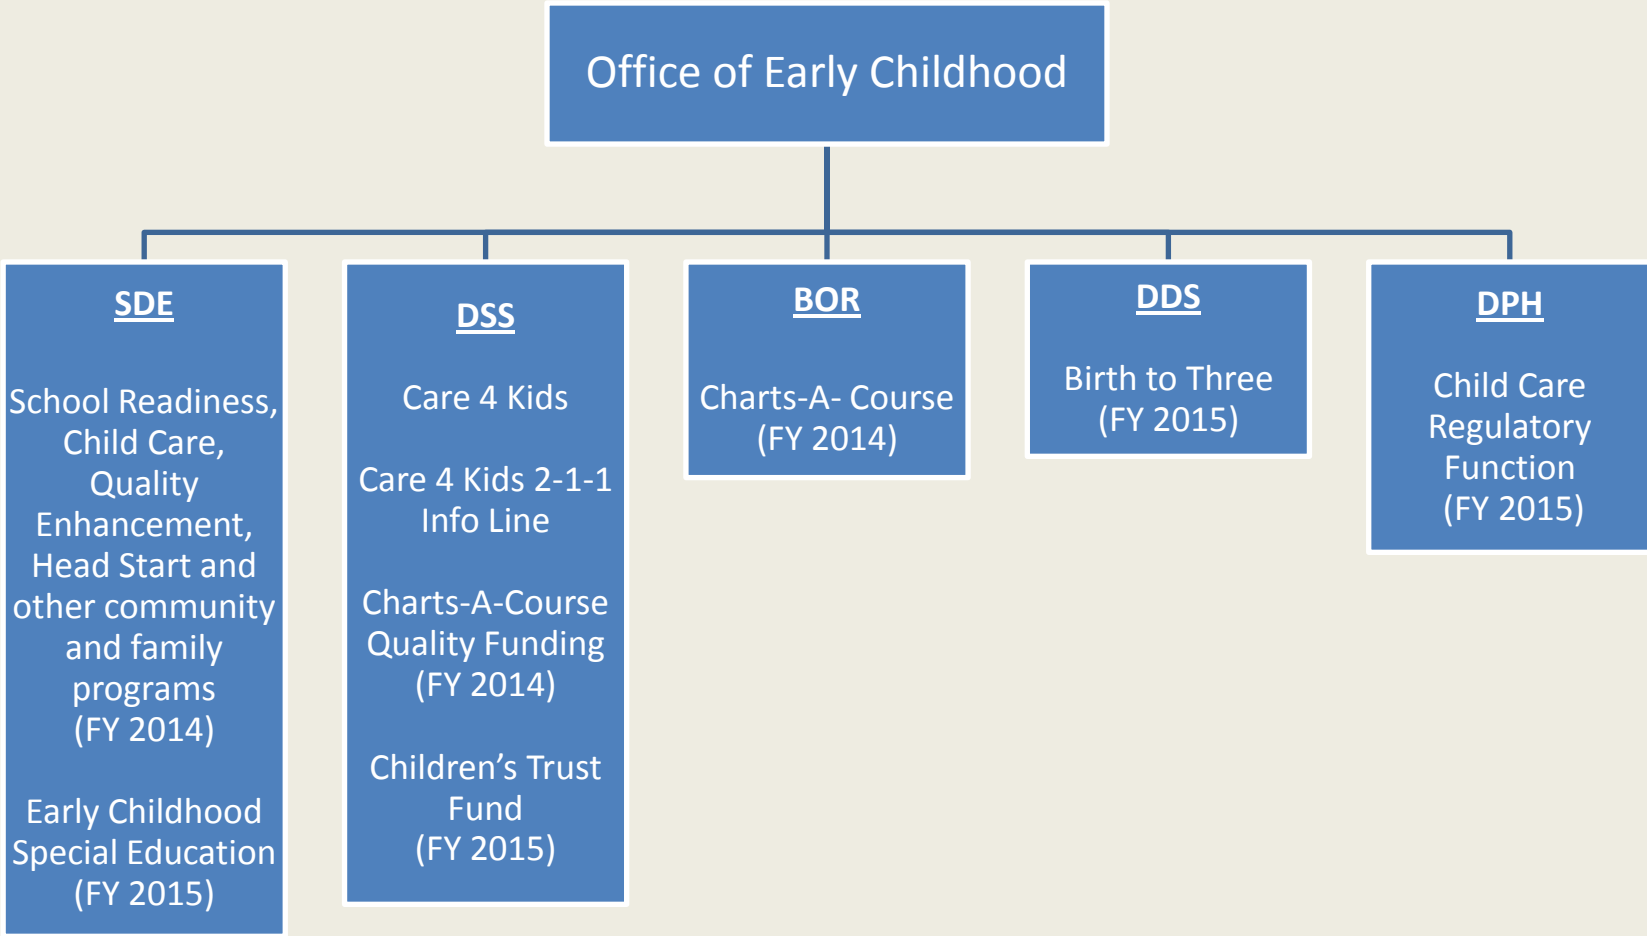 Office of Early Childhood
SDE
School Readiness,
Child Care,
Quality
Enhancement,
Head Start and
other community
and family
programs
(FY 2014)
Early Childhood
Special Education
(FY 2015)
DSS
Care 4 Kids
Care 4 Kids 2-1-1
Info Line
Charts-A-Course
Quality Funding
(FY 2014)
Children’s Trust
Fund
(FY 2015)
BOR
Charts-A- Course
(FY 2014)
DDS
Birth to Three
(FY 2015)
DPH
Child Care
Regulatory
Function
(FY 2015)